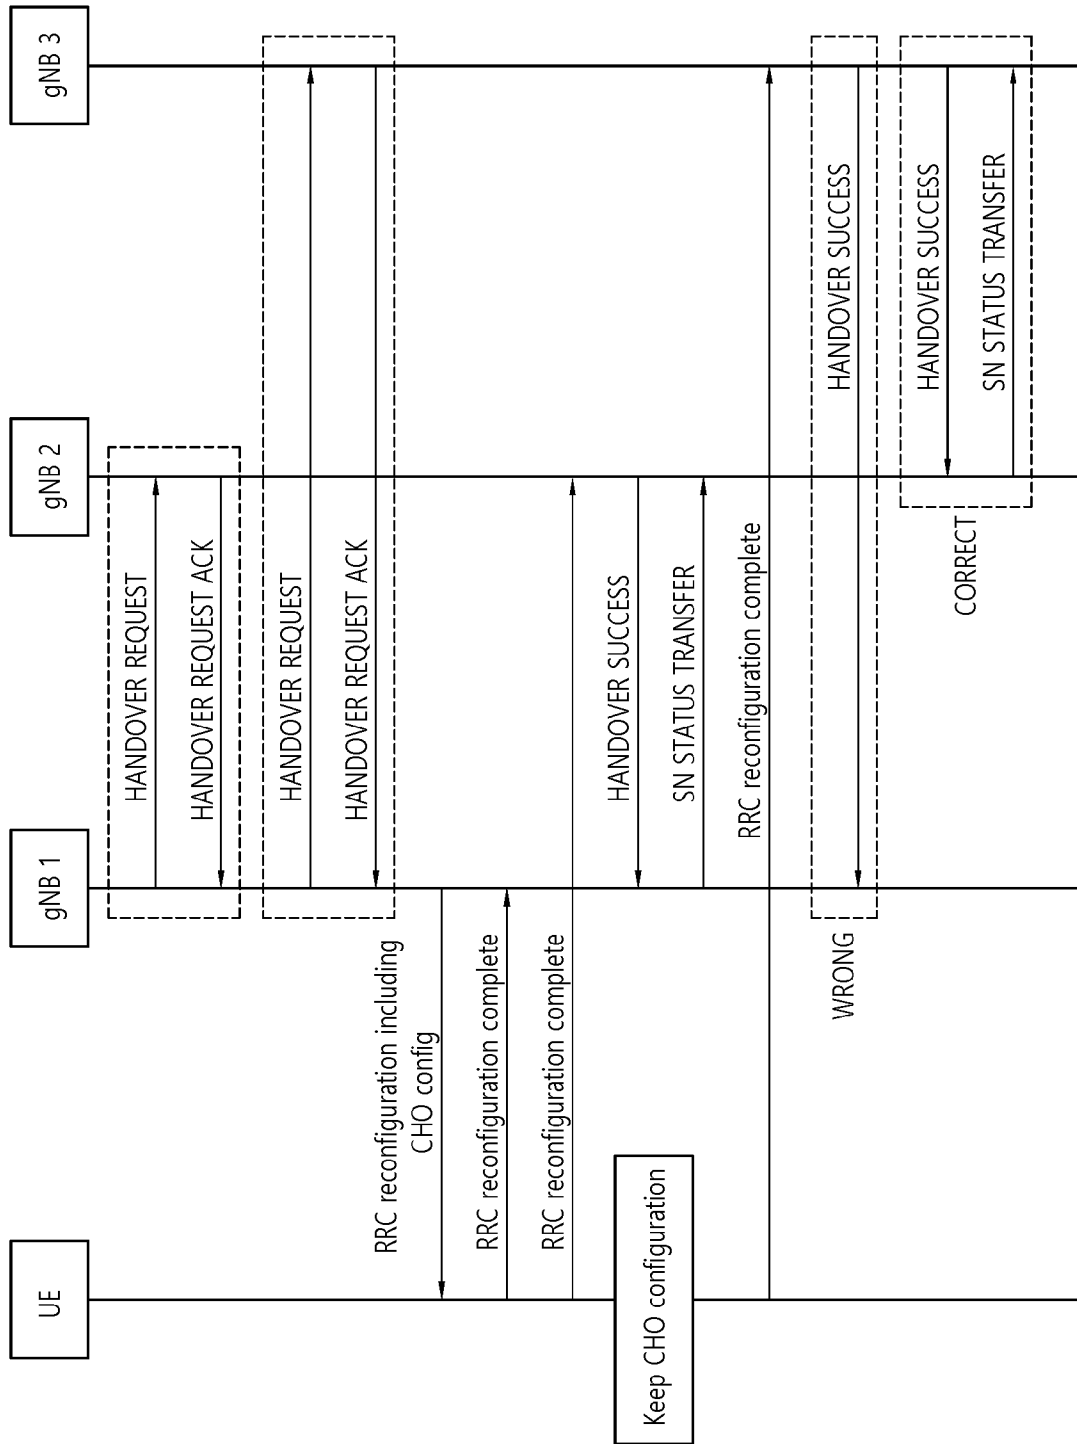 UE
gNB 1
gNB 2
gNB 3
HANDOVER REQUEST
HANDOVER REQUEST ACK
HANDOVER REQUEST
HANDOVER REQUEST ACK
RRC reconfiguration including
CHO config
RRC reconfiguration complete
RRC reconfiguration complete
HANDOVER SUCCESS
Keep CHO configuration
SN STATUS TRANSFER
RRC reconfiguration complete
HANDOVER SUCCESS
WRONG
HANDOVER SUCCESS
CORRECT
SN STATUS TRANSFER